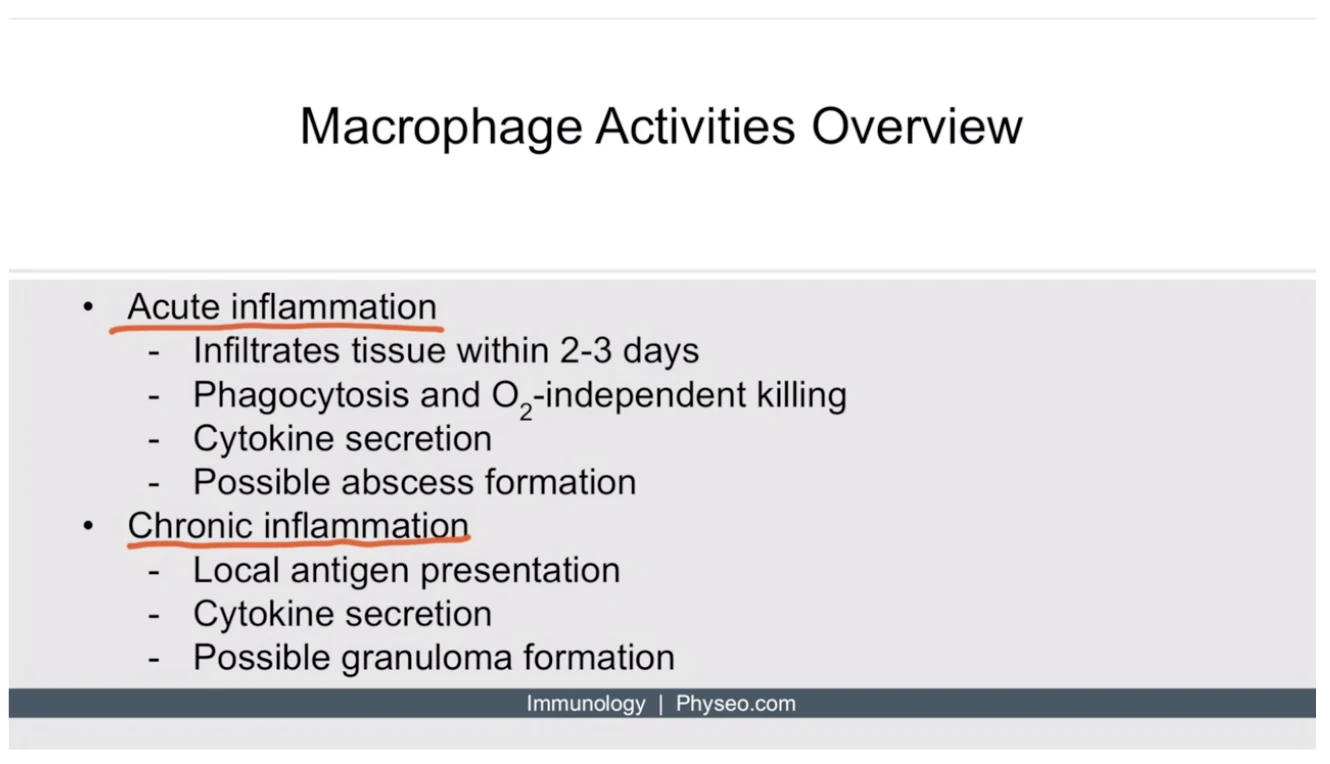 Macrophage Activities Overview
• Acute inflammation
- Infiltrates tissue within 2-3 days
- Phagocytosis and O₂-independent killing
- Cytokine secretion
- Possible abscess formation
• Chronic inflammation
- Local antigen presentation
- Cytokine secretion
- Possible granuloma formation
Immunology | Physeo.com